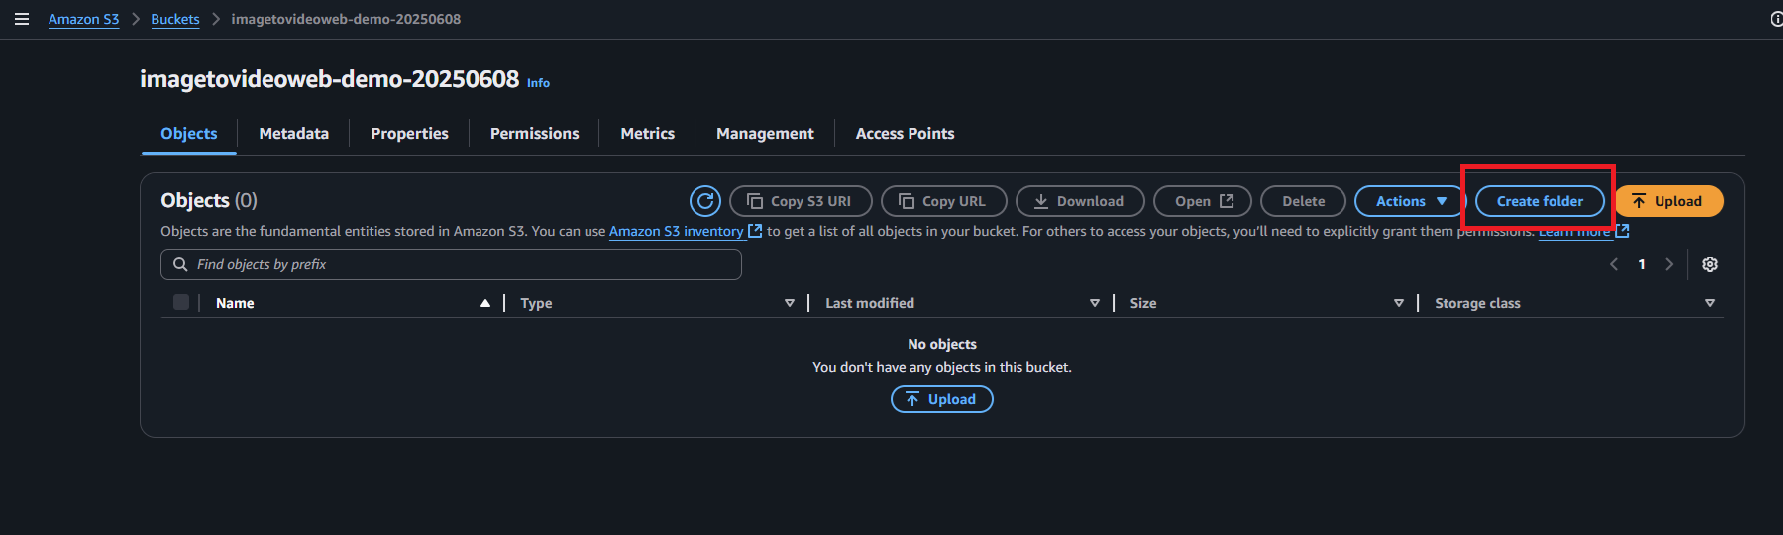 Amazon S3 > Buckets > imagetovideoweb-demo-20250608
imagetovideoweb-demo-20250608 Info
Objects Metadata Properties Permissions Metrics Management Access Points
Objects (0) Copy S3 URI Copy URL Download Open Delete Actions Create folder Upload
Objects are the fundamental entities stored in Amazon S3. You can use Amazon S3 inventory to get a list of all objects in your bucket. For others to access your objects, you'll need to explicitly grant them permissions. Learn more
Find objects by prefix 1
Name Type Last modified Size Storage class
No objects
You don't have any objects in this bucket.
Upload